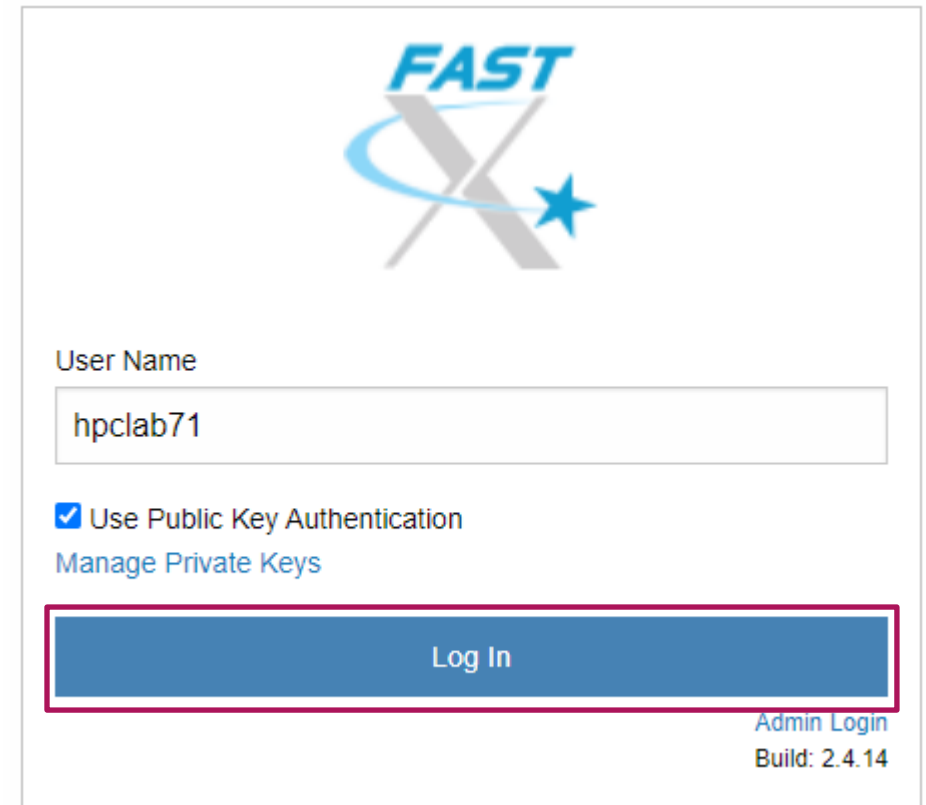 FAST
X
User Name
hpclab71
Use Public Key Authentication
Manage Private Keys
Log In
Admin Login
Build: 2.4.14